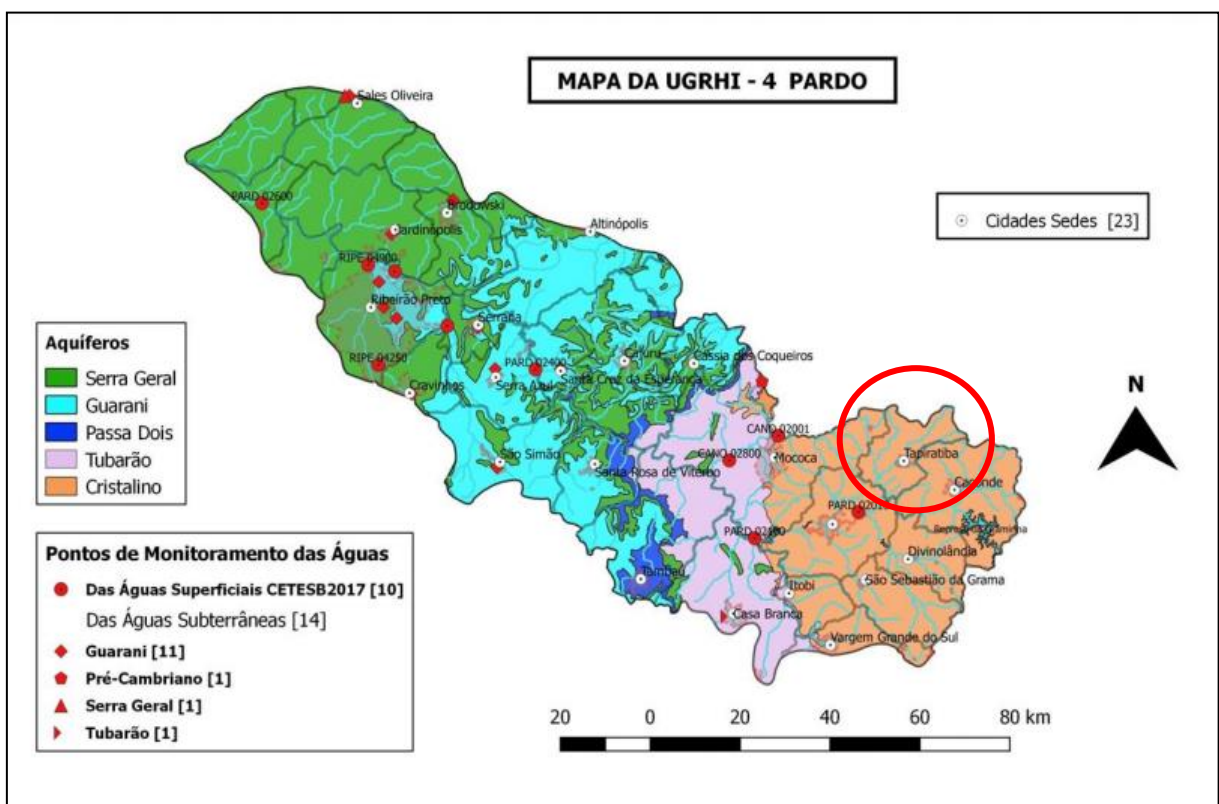 MAPA DA UGRHI - 4 PARDO
Sales Oliveira
PARD 02600
Brodowski
Jardinópolis
Altinópolis
Cidades Sedes [23]
RIPE 04900
Ribeirão Preto
Serrana
RIPE 04250
PARD 02400
Cajuru
Cássia dos Coqueiros
Serra Azul
Santa Cruz da Esperança
Cravinhos
Aquíferos
Serra Geral
Guarani
Passa Dois
Tubarão
Cristalino
N
CANO 02001
Mococa
CANO 02800
Tapiratiba
Caconde
São Simão
Santa Rosa de Viterbo
PARD 02100
Divinolândia
São Sebastião da Grama
Tambaú
Itobi
Casa Branca
Vargem Grande do Sul
Pontos de Monitoramento das Águas
Das Águas Superficiais CETESB2017 [10]
Das Águas Subterrâneas [14]
Guarani [11]
Pré-Cambriano [1]
Serra Geral [1]
Tubarão [1]
20 0 20 40 60 80 km